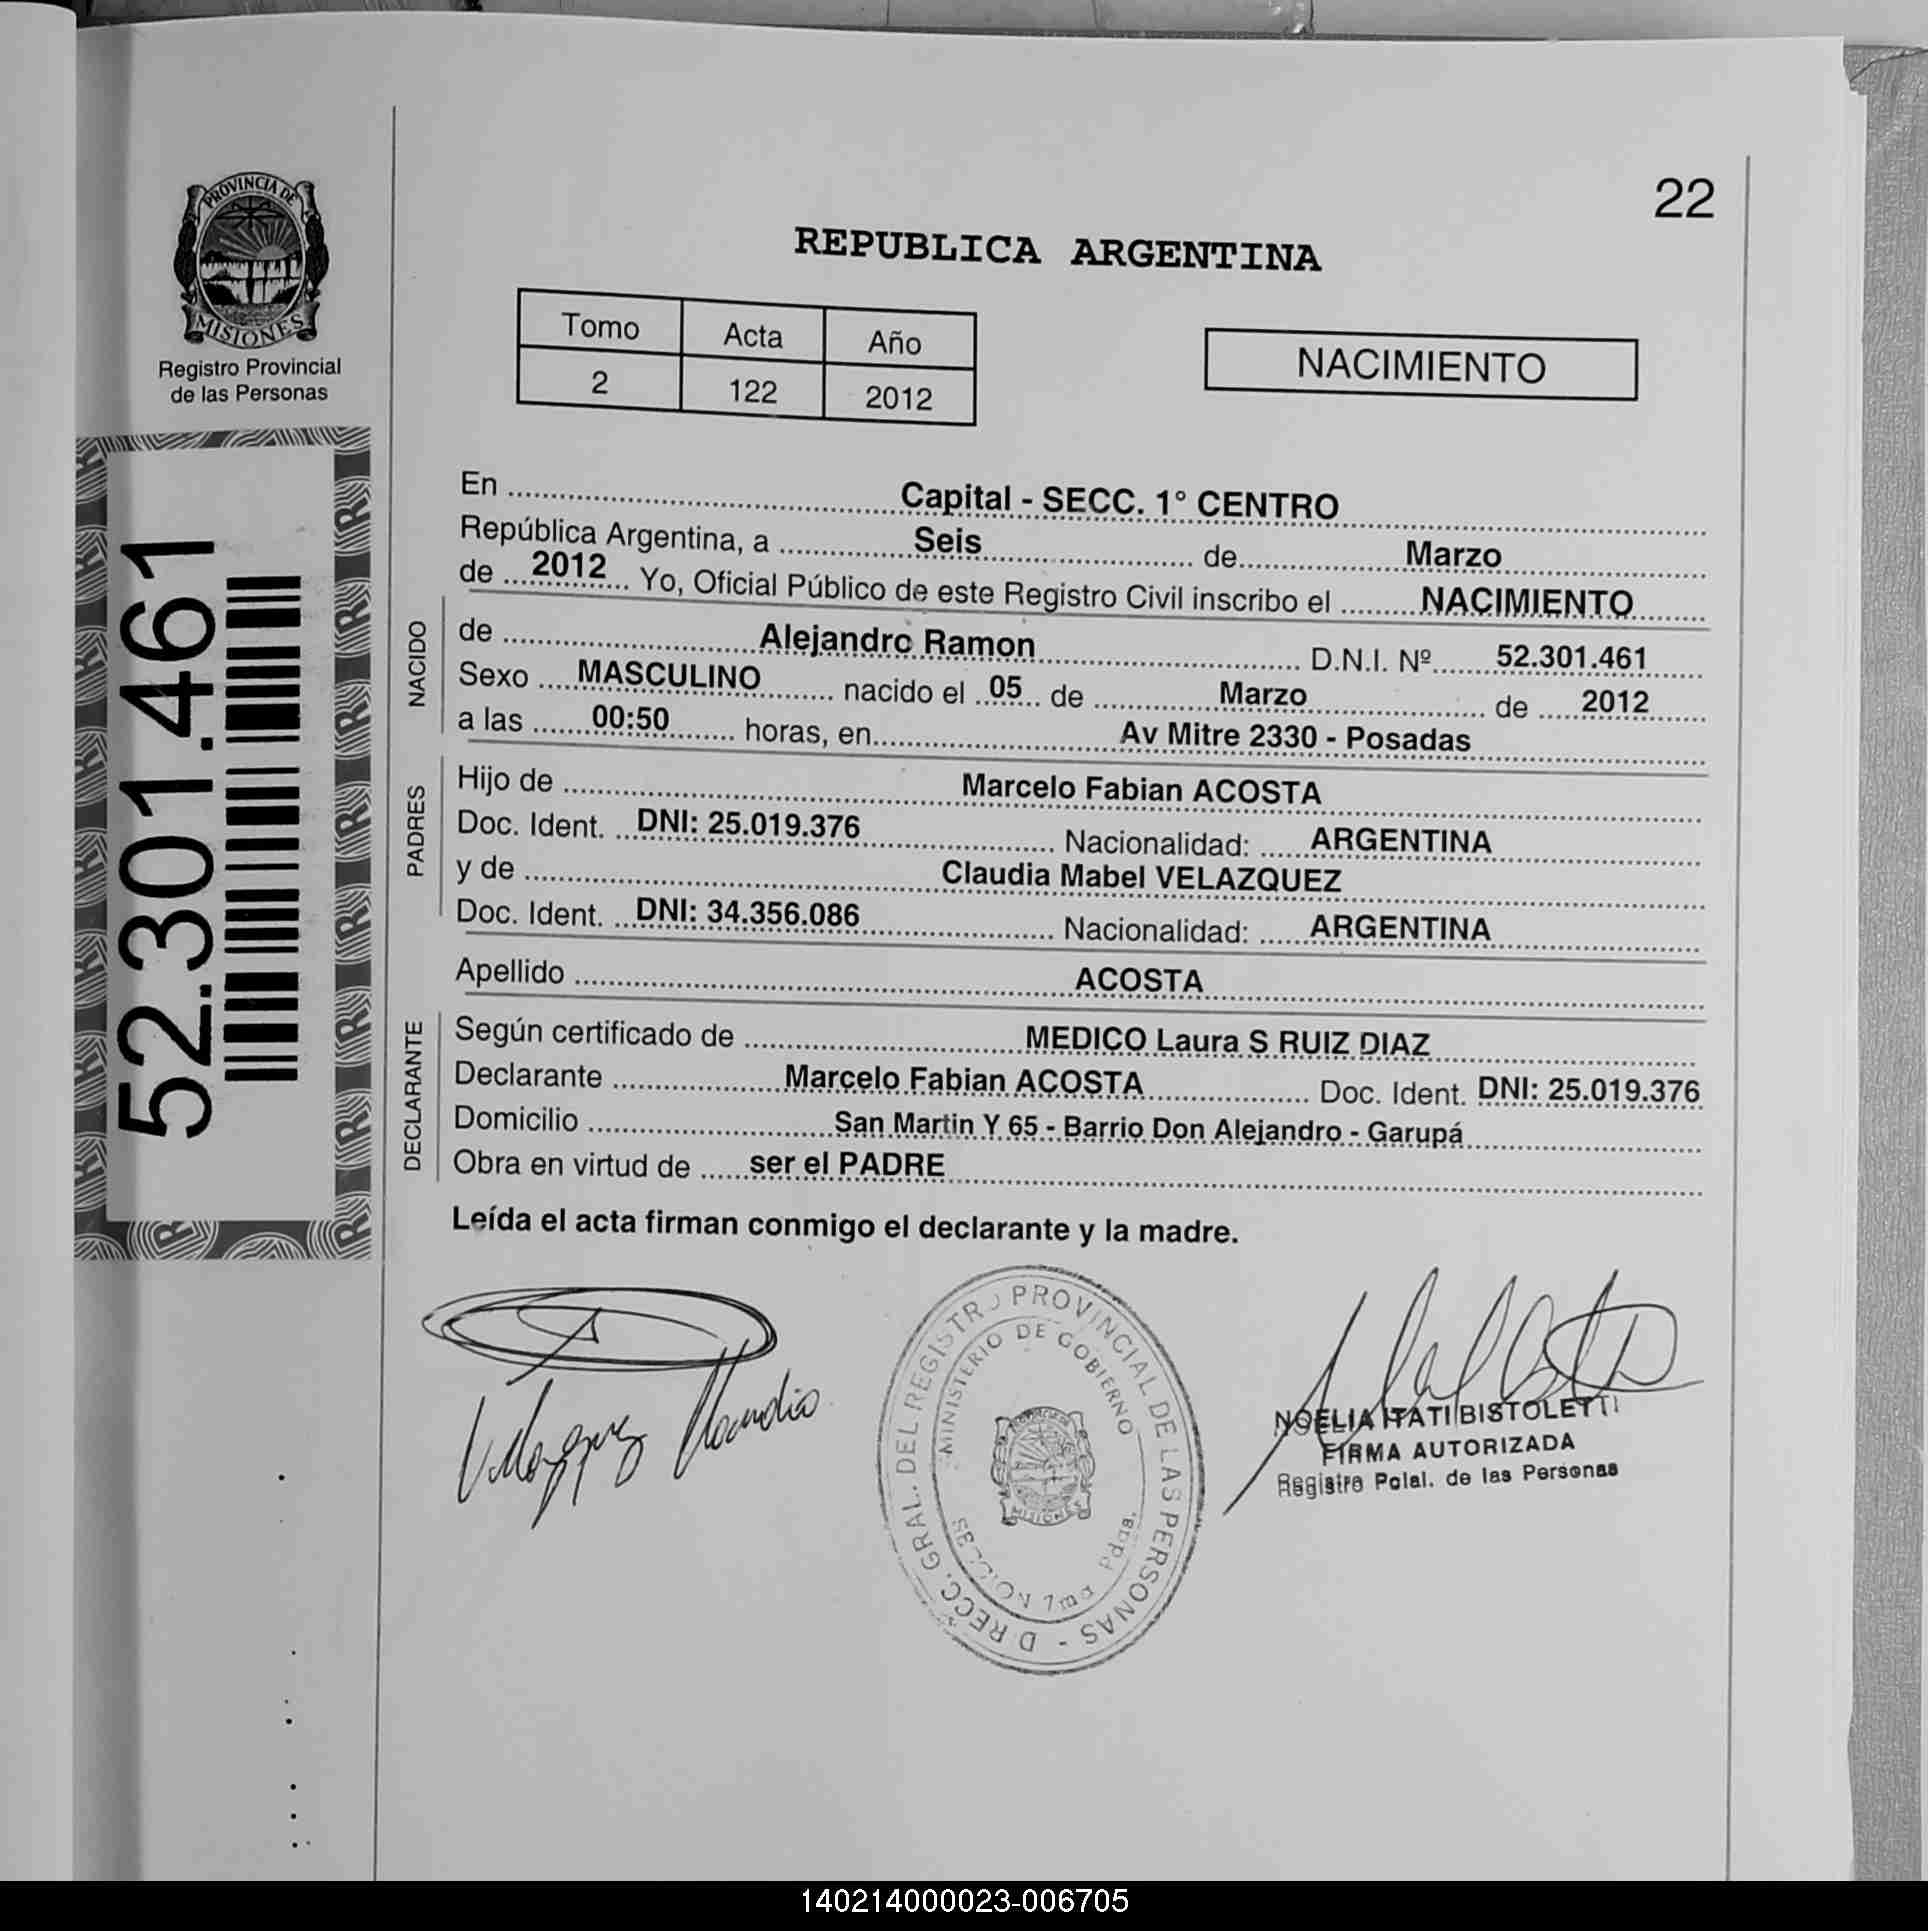 22
PROVINCIA DE
MISIONES
Registro Provincial
de las Personas
52.301.461
REPUBLICA ARGENTINA
Tomo Acta Año
2 122 2012
NACIMIENTO
En Capital - SECC. 1° CENTRO
República Argentina, a Seis de Marzo
de 2012 Yo, Oficial Público de este Registro Civil inscribo el NACIMIENTO
NACIDO
de Alejandro Ramon D.N.I. Nº 52.301.461
Sexo MASCULINO nacido el 05 de Marzo de 2012
a las 00:50 horas, en Av Mitre 2330 - Posadas
PADRES
Hijo de Marcelo Fabian ACOSTA
Doc. Ident. DNI: 25.019.376 Nacionalidad: ARGENTINA
y de Claudia Mabel VELAZQUEZ
Doc. Ident. DNI: 34.356.086 Nacionalidad: ARGENTINA
Apellido ACOSTA
DECLARANTE
Según certificado de MEDICO Laura S RUIZ DIAZ
Declarante Marcelo Fabian ACOSTA Doc. Ident. DNI: 25.019.376
Domicilio San Martin Y 65 - Barrio Don Alejandro - Garupá
Obra en virtud de ser el PADRE
Leída el acta firman conmigo el declarante y la madre.
DIRECC. GRAL. DEL REGISTRO PROVINCIAL DE LAS PERSONAS -
MINISTERIO DE GOBIERNO
SECCION 7ma Pdas.
NOELIA ITATI BISTOLETTI
FIRMA AUTORIZADA
Registro Pcial. de las Personas
140214000023-006705